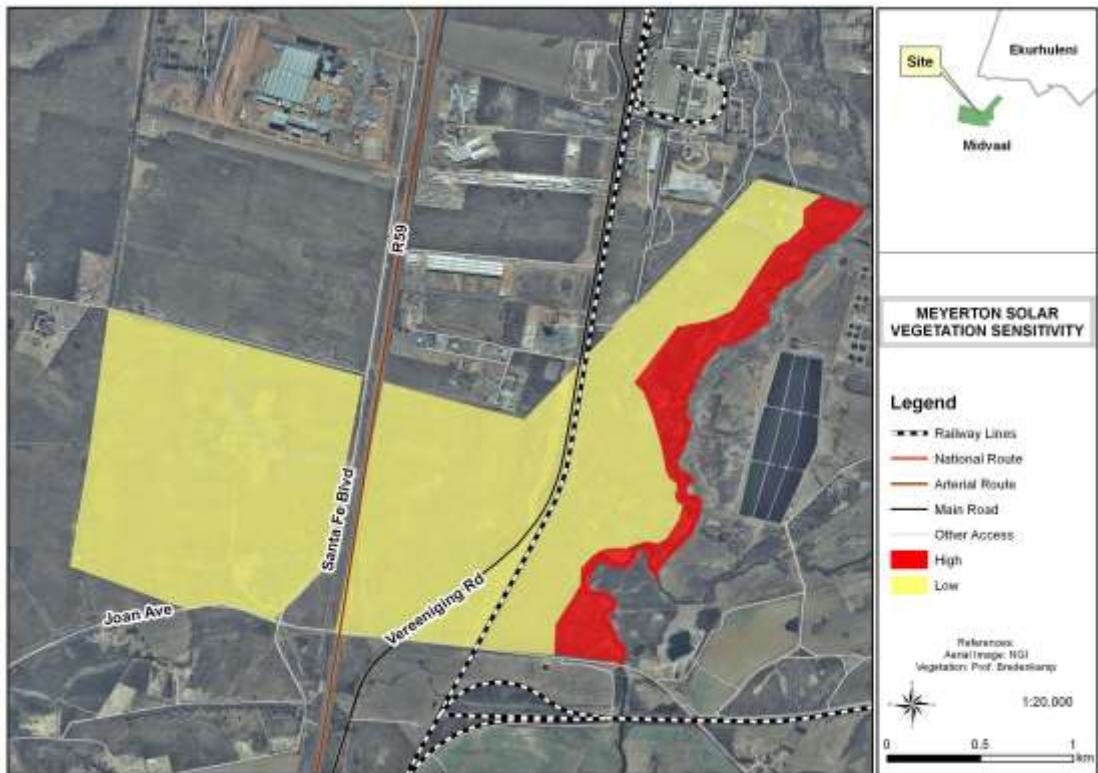 R59
Santa Fe Blvd
Joan Ave
Vereeniging Rd
Ekurhuleni
Site
Midvaal
MEYERTON SOLAR
VEGETATION SENSITIVITY
Legend
Railway Lines
National Route
Arterial Route
Main Road
Other Access
High
Low
References:
Aerial Image: NGI
Vegetation: Prof. Bredenkamp
1:20,000
0 0.5 1
km